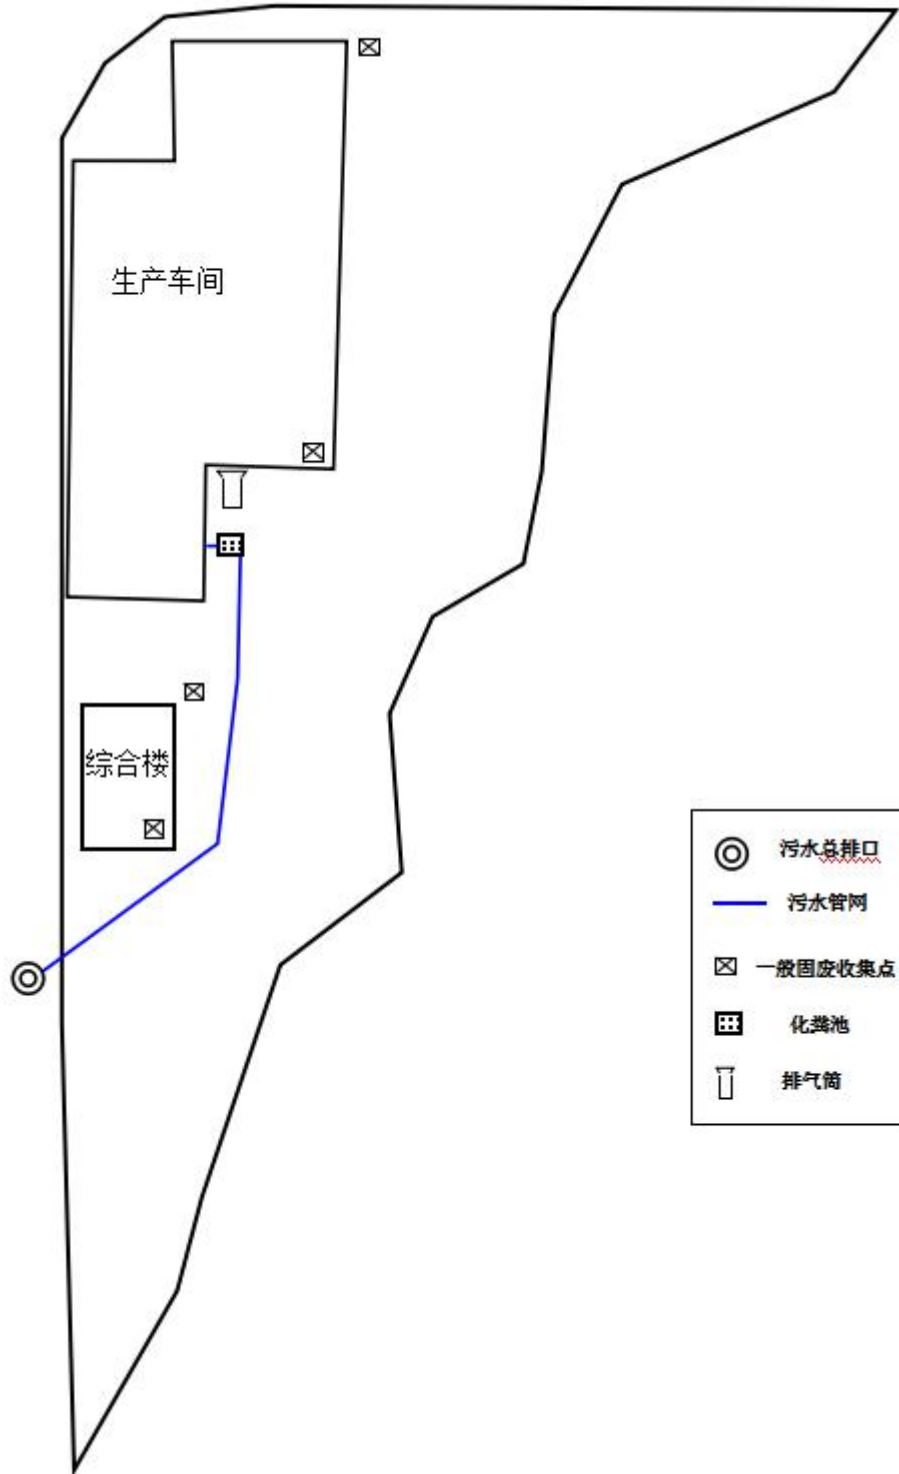 生产车间
综合楼
污水总排口
污水管网
一般固废收集点
化粪池
排气筒